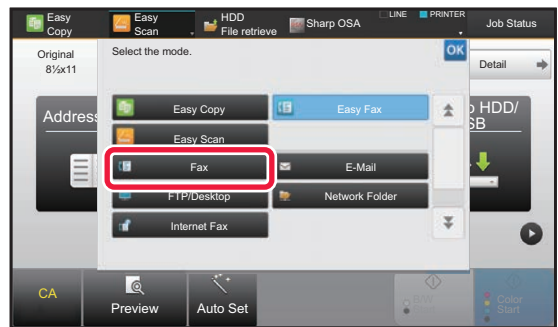 Easy
Copy
Easy
Scan
HDD
File retrieve
Sharp OSA
LINE
PRINTER
Job Status
Original
8½x11
Select the mode.
OK
Detail
Address
HDD/
Easy Copy
Easy Fax
Easy Scan
Fax
E-Mail
FTP/Desktop
Network Folder
Internet Fax
CA
Preview
Auto Set
Color
Start